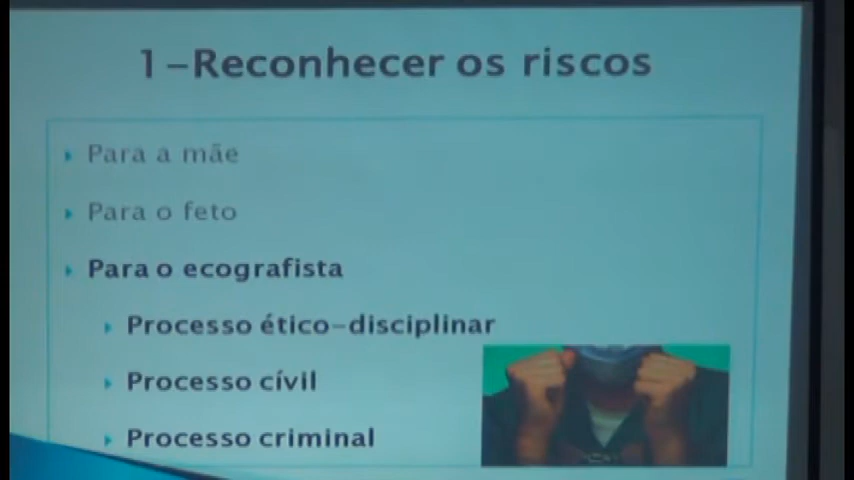 1-Reconhecer os riscos
Para a mãe
Para o feto
Para o ecografista
Processo ético-disciplinar
Processo cívil
Processo criminal